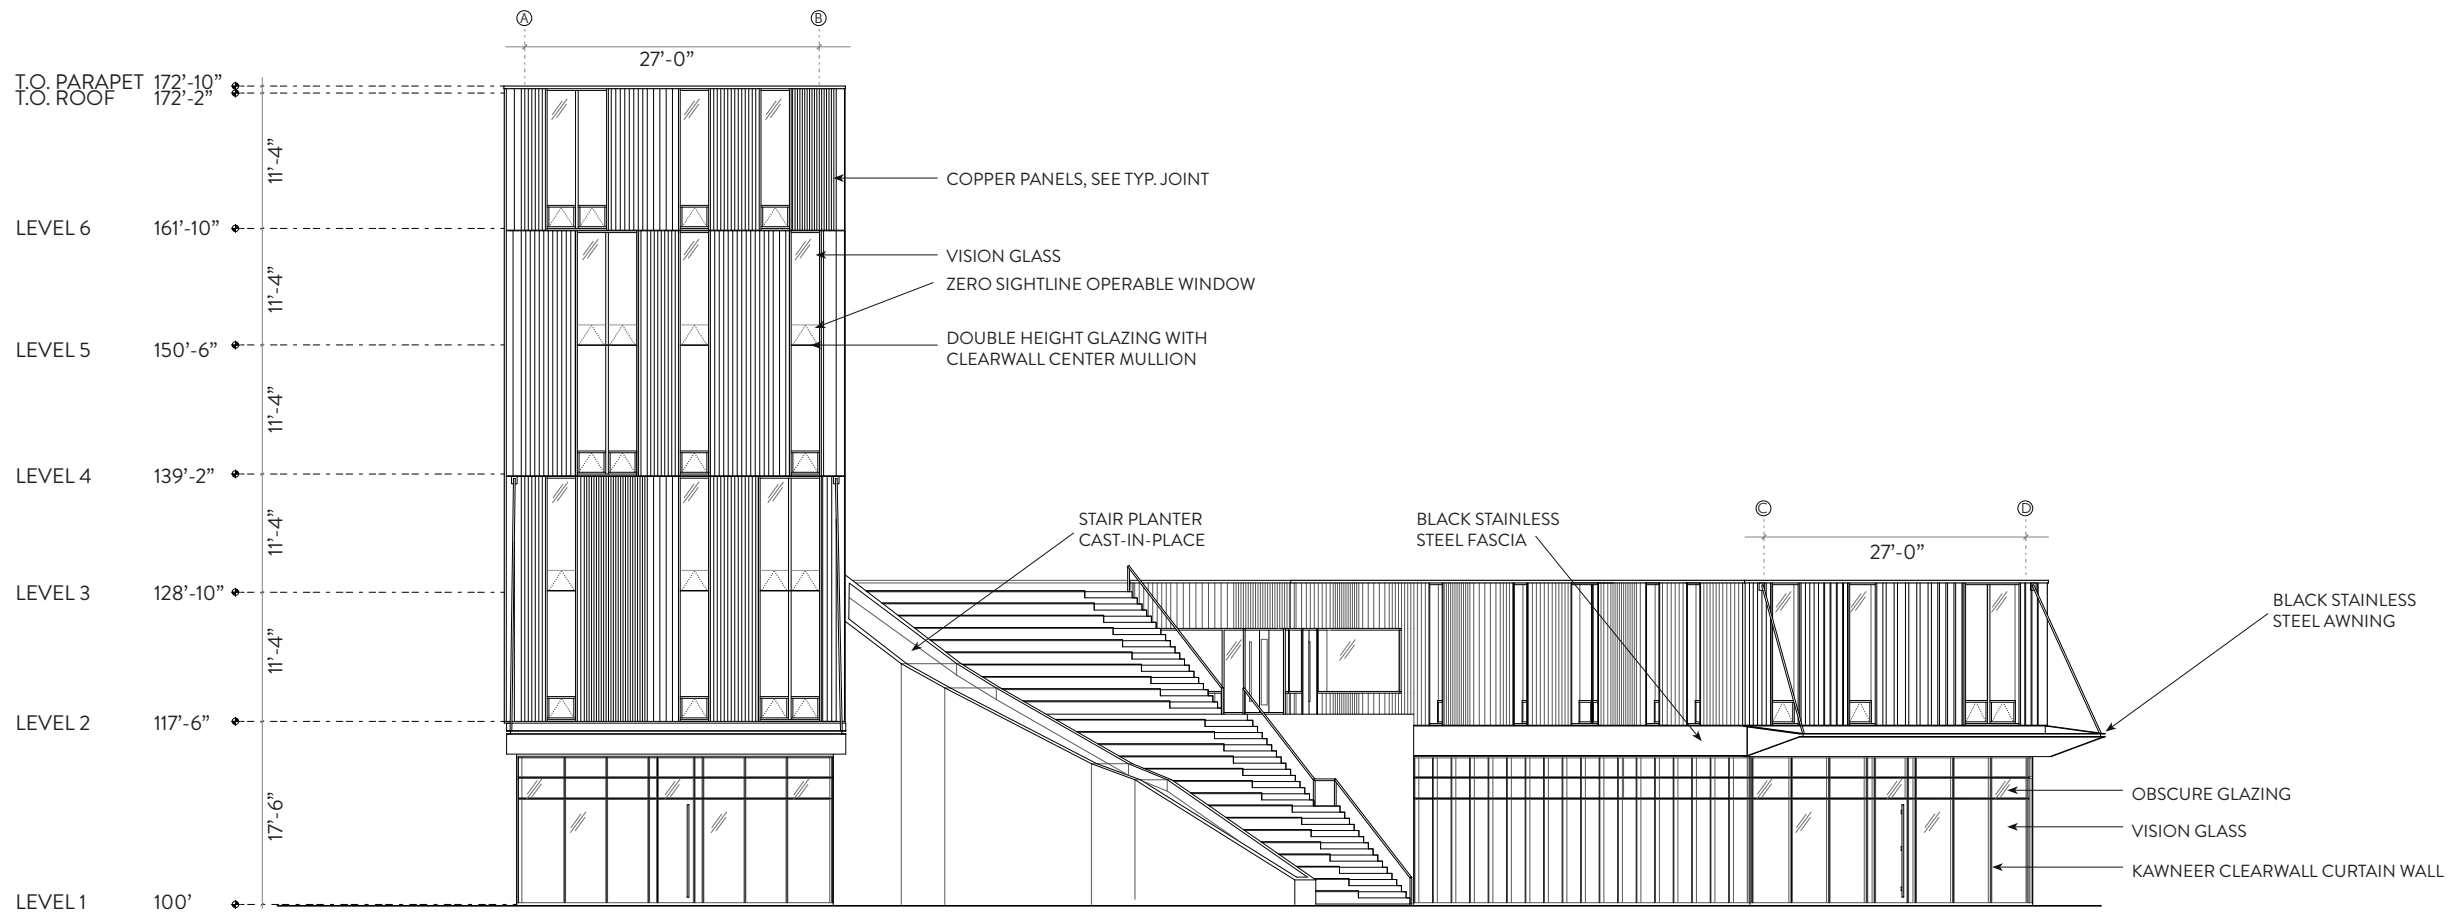 A B
27'-0"
T.O. PARAPET 172'-10"
T.O. ROOF 172'-2"
11'-4"
COPPER PANELS, SEE TYP. JOINT
LEVEL 6 161'-10"
VISION GLASS
11'-4"
ZERO SIGHTLINE OPERABLE WINDOW
LEVEL 5 150'-6"
DOUBLE HEIGHT GLAZING WITH
CLEARWALL CENTER MULLION
11'-4"
LEVEL 4 139'-2"
C D
11'-4"
STAIR PLANTER
CAST-IN-PLACE
BLACK STAINLESS
STEEL FASCIA
27'-0"
LEVEL 3 128'-10"
BLACK STAINLESS
STEEL AWNING
11'-4"
LEVEL 2 117'-6"
17'-6"
OBSCURE GLAZING
VISION GLASS
KAWNEER CLEARWALL CURTAIN WALL
LEVEL 1 100'